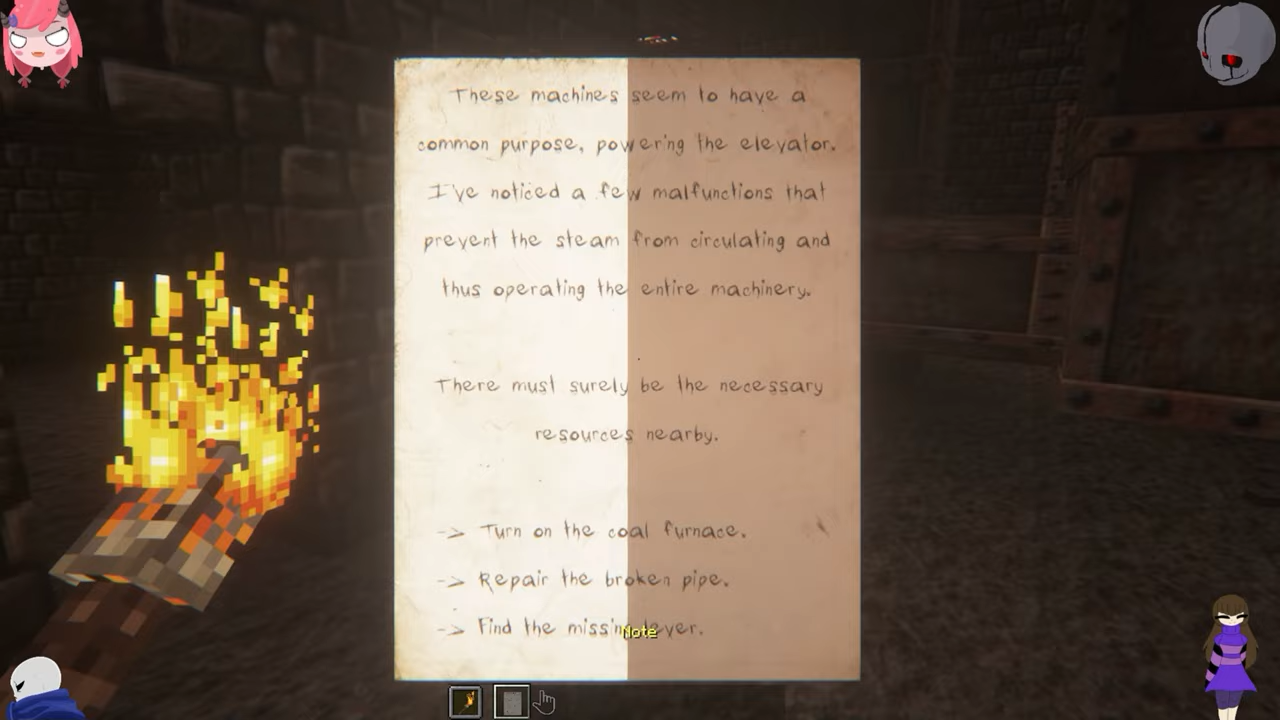 These machines seem to have a
common purpose, powering the elevator.
I've noticed a few malfunctions that
prevent the steam from circulating and
thus operating the entire machinery.
There must surely be the necessary
resources nearby.
-> Turn on the coal furnace.
-> Repair the broken pipe.
-> Find the missing lever.
Note